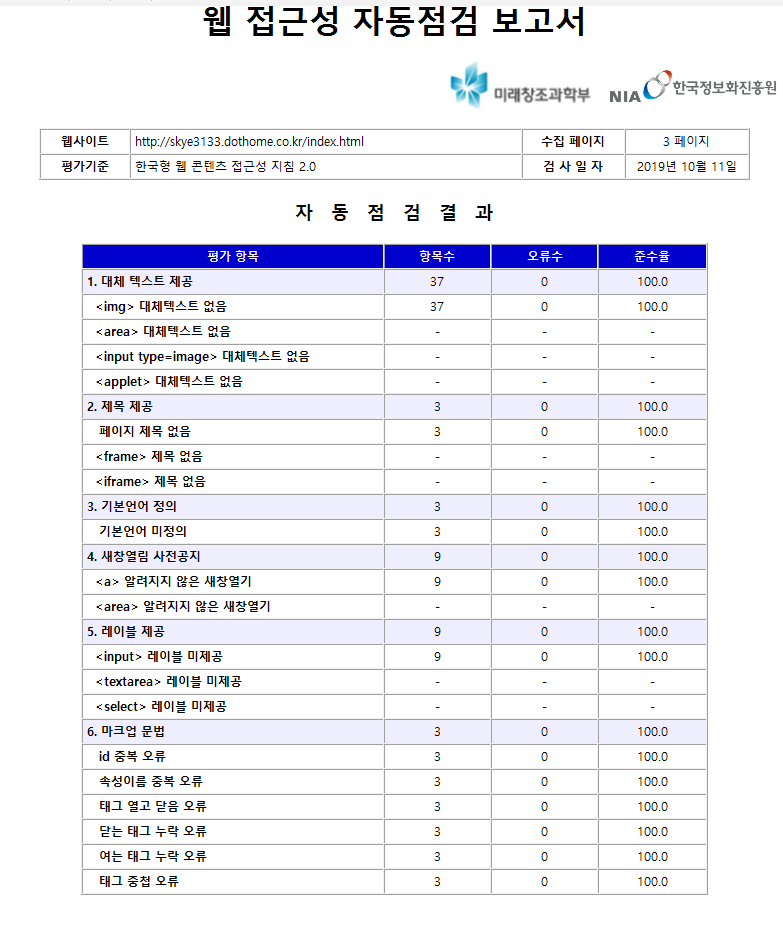 웹 접근성 자동점검 보고서
미래창조과학부 NIA 한국정보화진흥원
웹사이트 http://skye3133.dothome.co.kr/index.html 수집 페이지 3 페이지
평가기준 한국형 웹 콘텐츠 접근성 지침 2.0 검 사 일 자 2019년 10월 11일
자 동 점 검 결 과
평가 항목 항목수 오류수 준수율
1. 대체 텍스트 제공 37 0 100.0
<img> 대체텍스트 없음 37 0 100.0
<area> 대체텍스트 없음 - - -
<input type=image> 대체텍스트 없음 - - -
<applet> 대체텍스트 없음 - - -
2. 제목 제공 3 0 100.0
페이지 제목 없음 3 0 100.0
<frame> 제목 없음 - - -
<iframe> 제목 없음 - - -
3. 기본언어 정의 3 0 100.0
기본언어 미정의 3 0 100.0
4. 새창열림 사전공지 9 0 100.0
<a> 알려지지 않은 새창열기 9 0 100.0
<area> 알려지지 않은 새창열기 - - -
5. 레이블 제공 9 0 100.0
<input> 레이블 미제공 9 0 100.0
<textarea> 레이블 미제공 - - -
<select> 레이블 미제공 - - -
6. 마크업 문법 3 0 100.0
id 중복 오류 3 0 100.0
속성이름 중복 오류 3 0 100.0
태그 열고 닫음 오류 3 0 100.0
닫는 태그 누락 오류 3 0 100.0
여는 태그 누락 오류 3 0 100.0
태그 중첩 오류 3 0 100.0